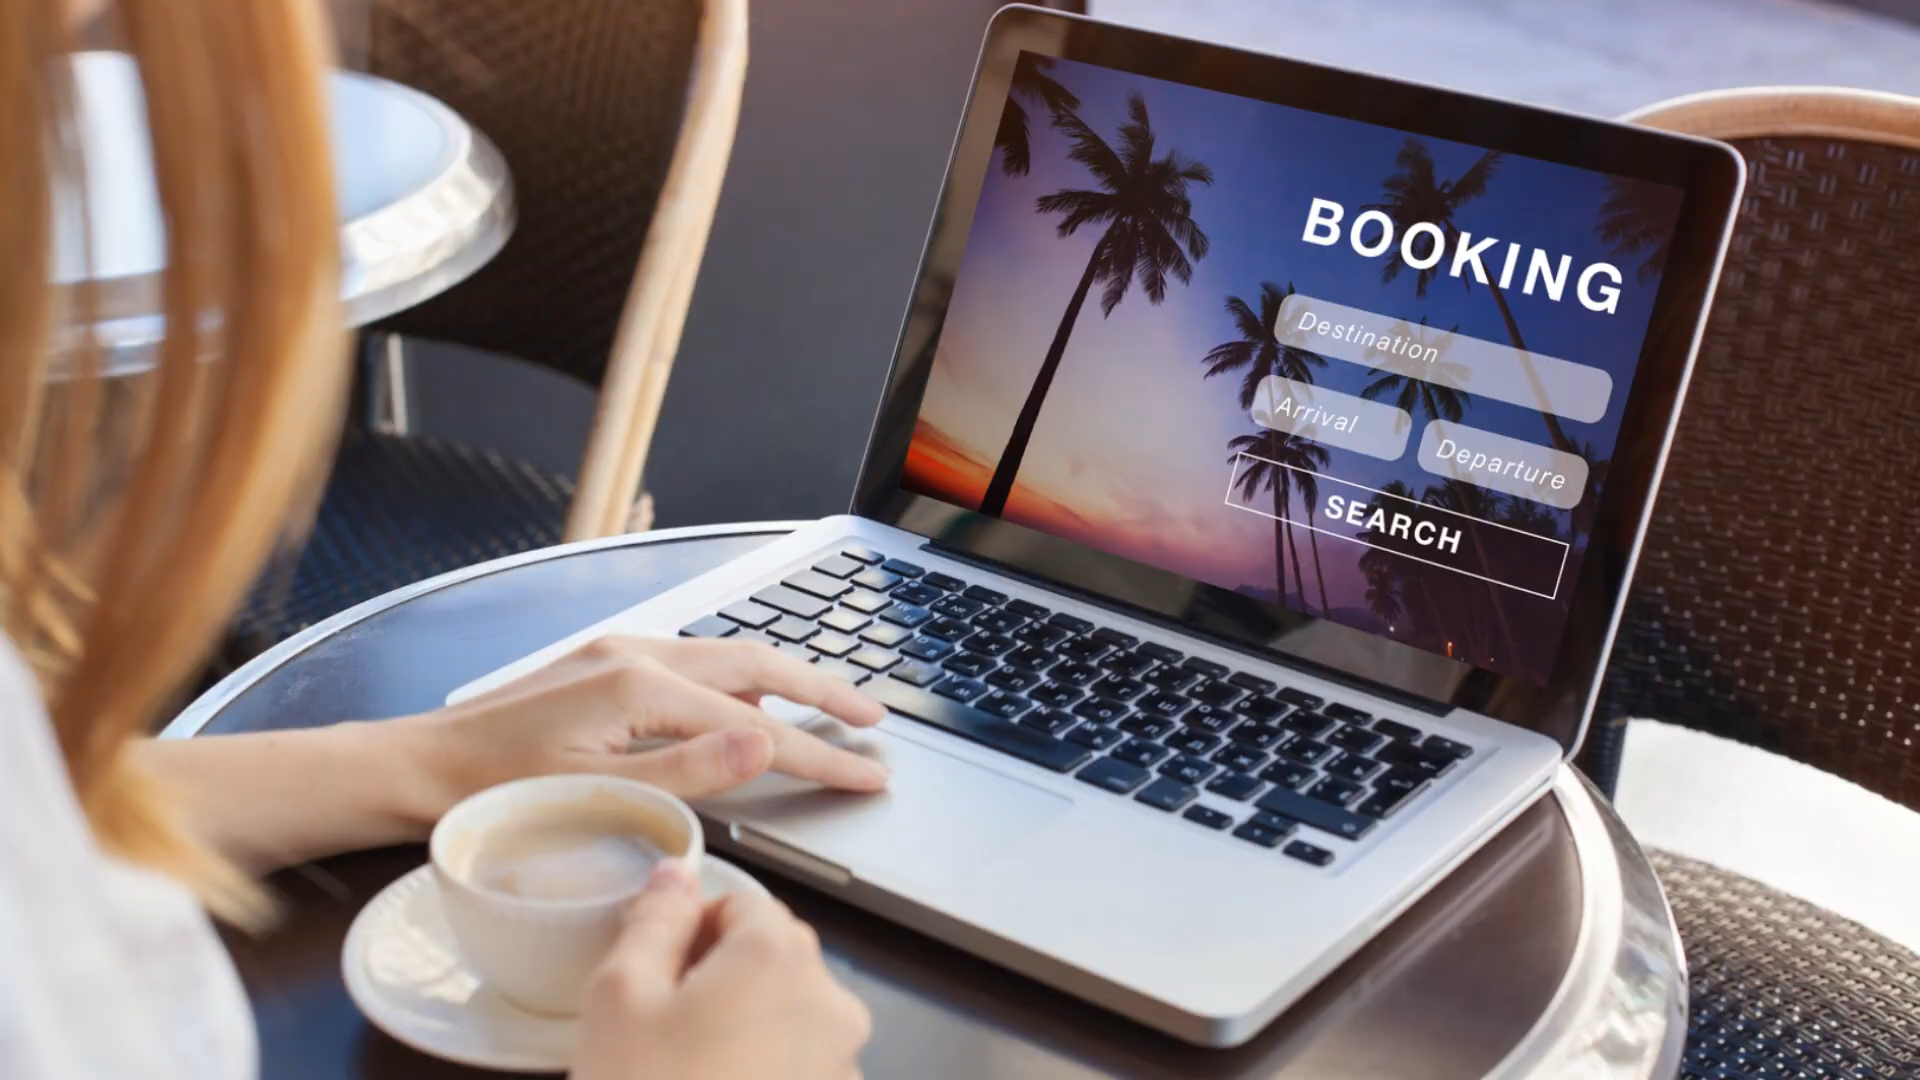 BOOKING
Destination
Arrival
Departure
SEARCH